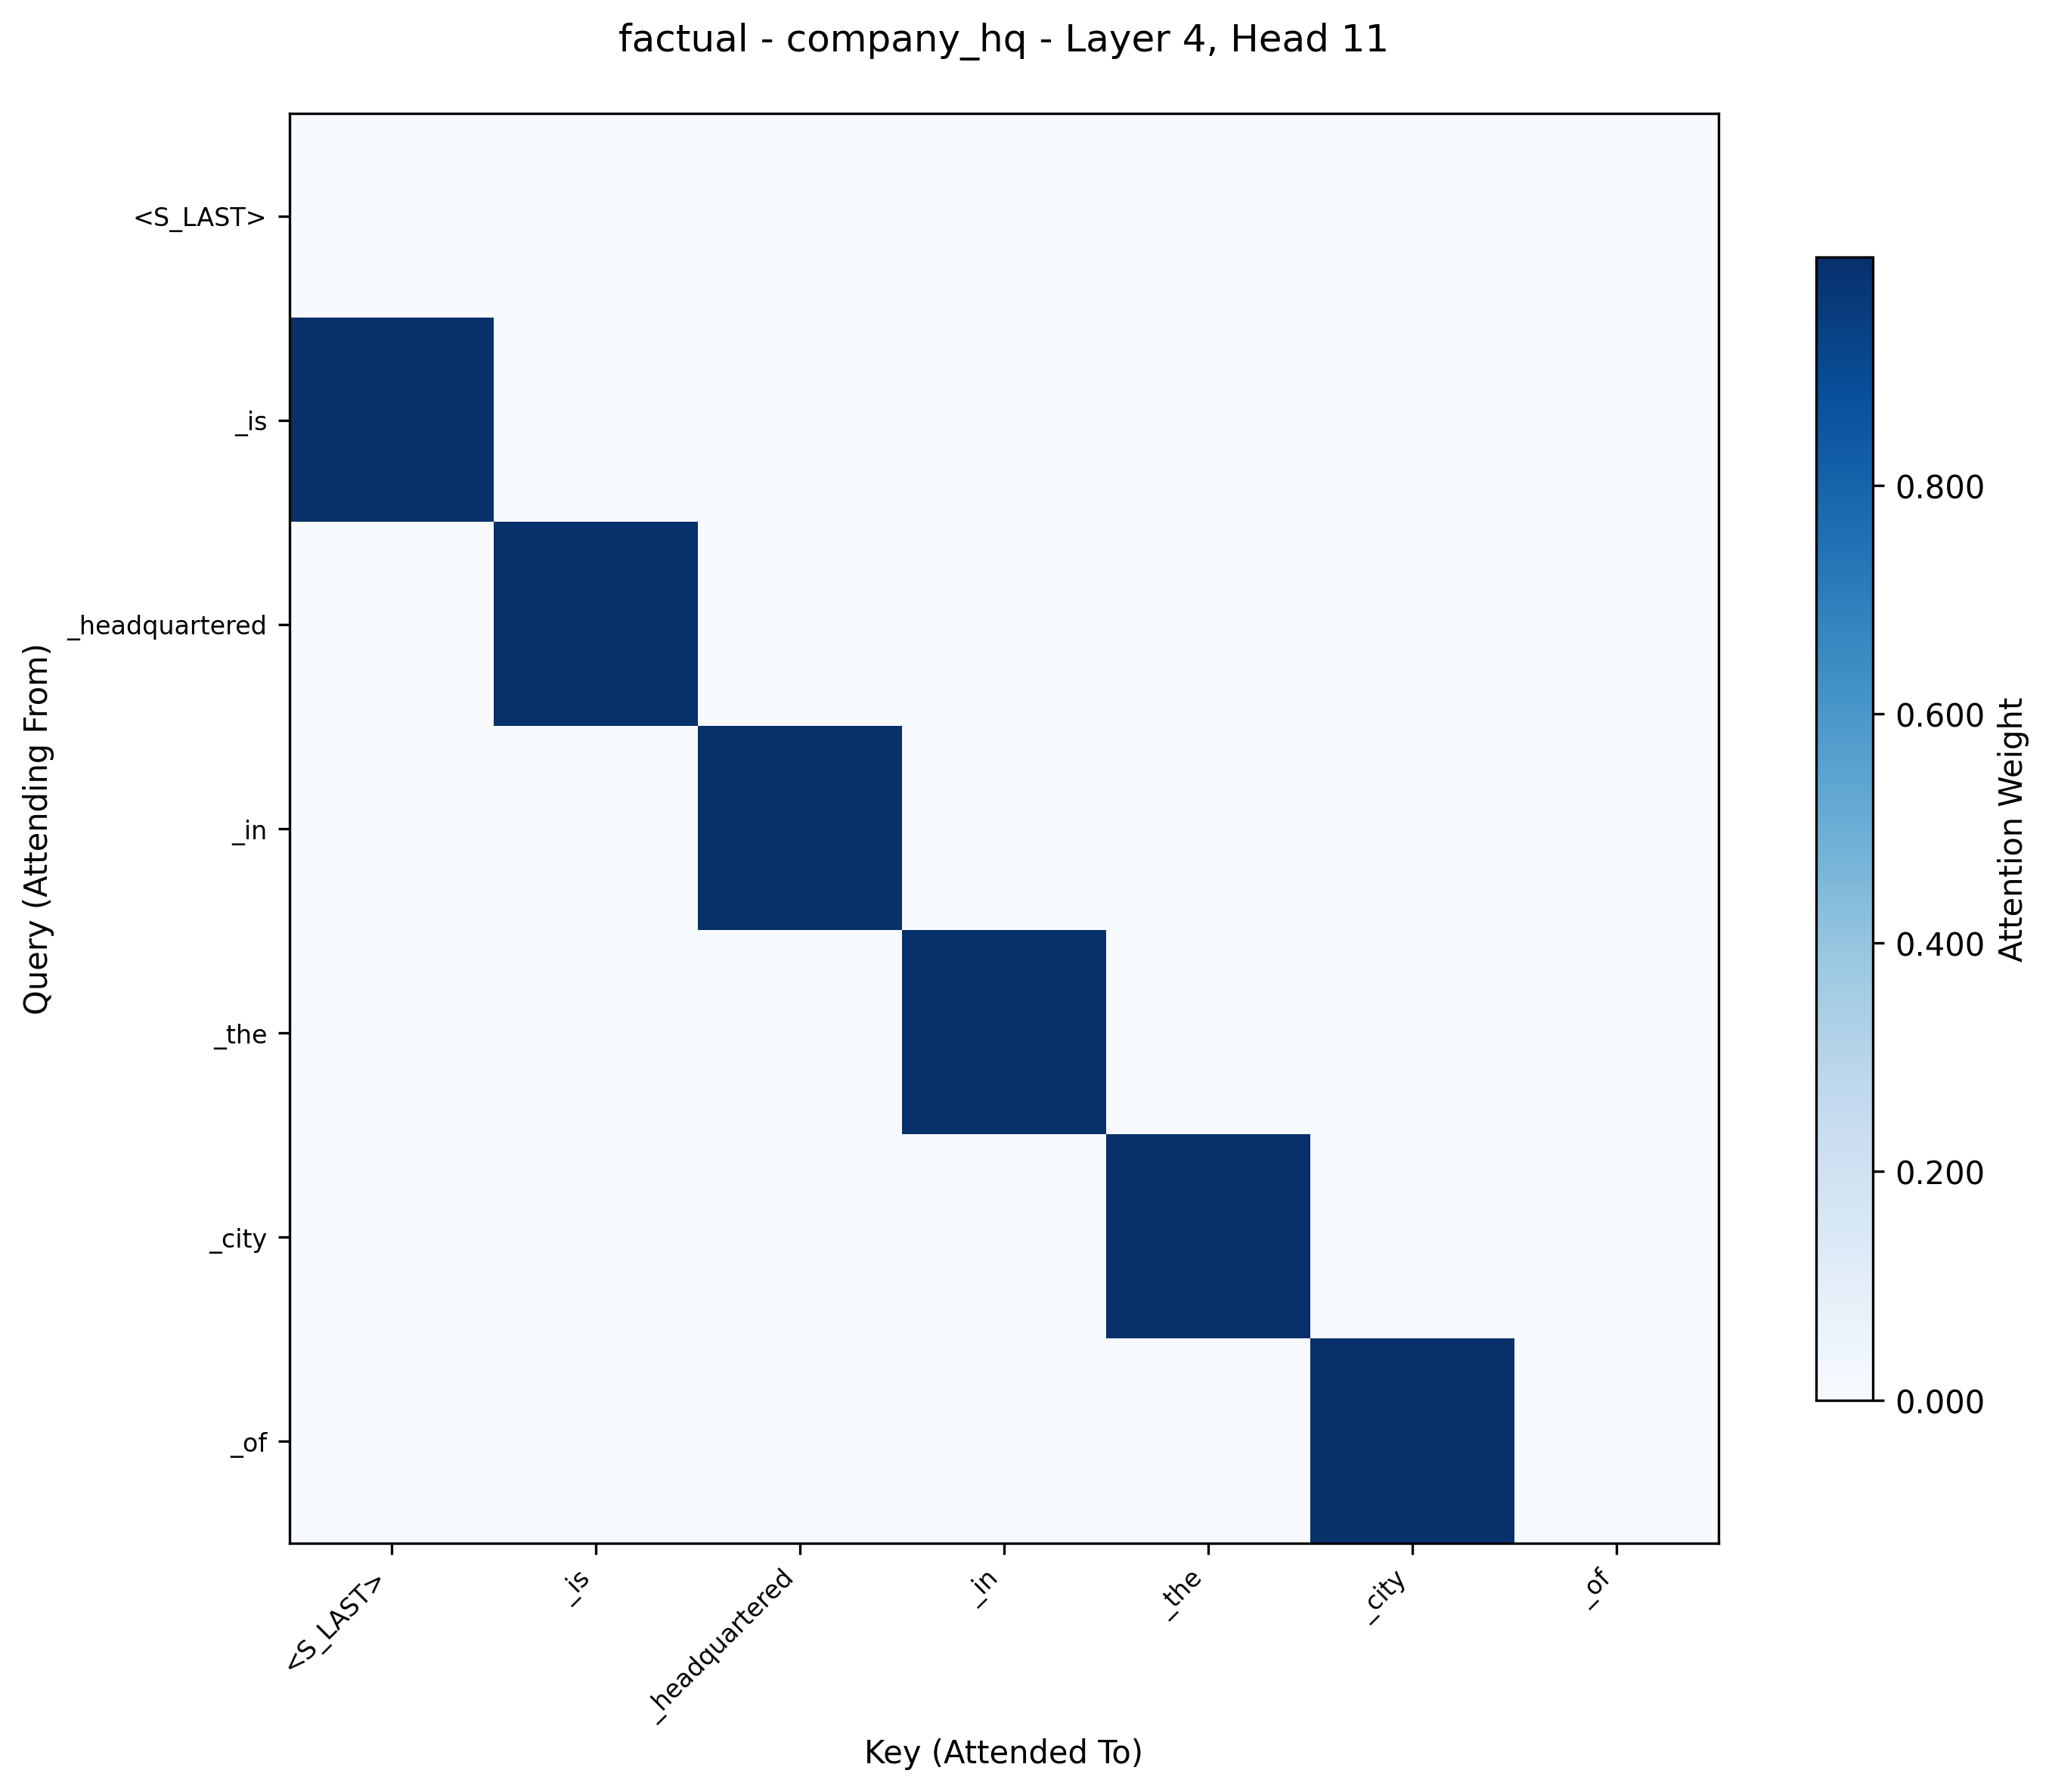 factual - company_hq - Layer 4, Head 11
Query (Attending From)
<S_LAST>
_is
_headquartered
_in
_the
_city
_of
<S_LAST>
_is
_headquartered
_in
_the
_city
_of
Key (Attended To)
0.800
0.600
0.400
0.200
0.000
Attention Weight